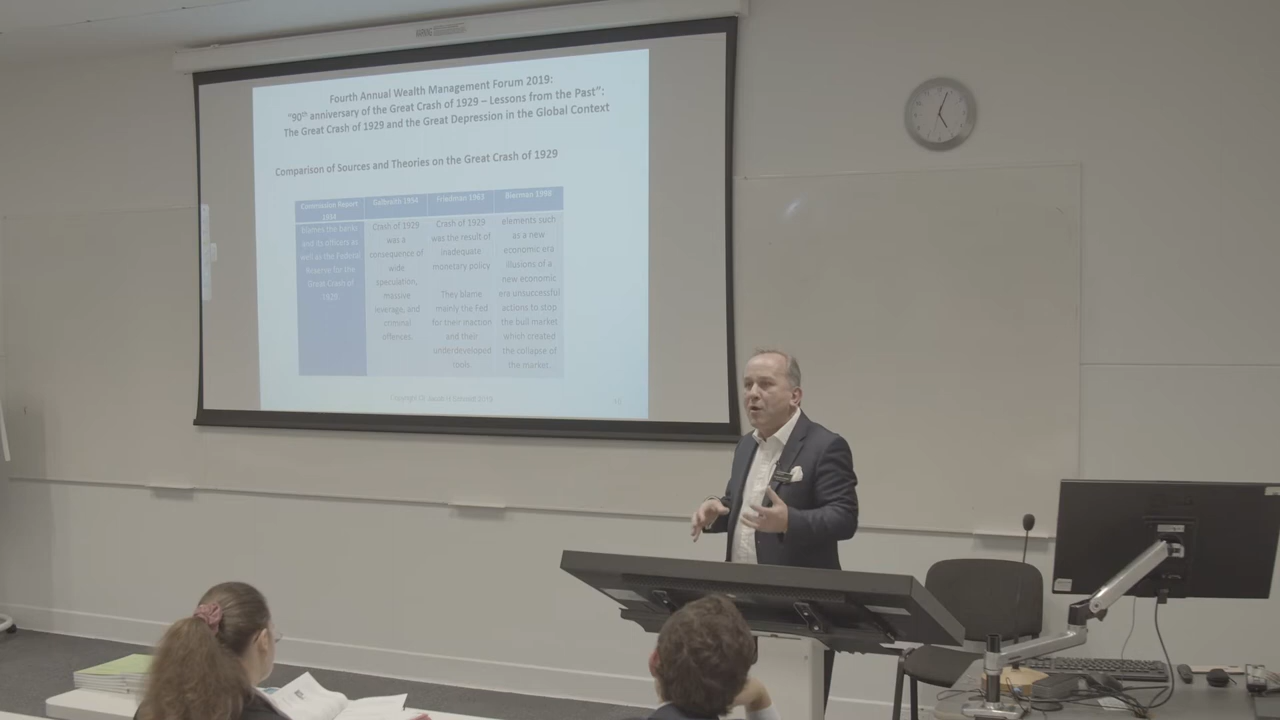 Fourth Annual Wealth Management Forum 2019:
"90th anniversary of the Great Crash of 1929 – Lessons from the Past":
The Great Crash of 1929 and the Great Depression in the Global Context
Comparison of Sources and Theories on the Great Crash of 1929
Commission Report
1934
blames the banks
and its officers as
well as the Federal
Reserve for the
Great Crash of
1929.
Galbraith 1954
Crash of 1929
was a
consequence of
wide
speculation,
massive
leverage, and
criminal
offences.
Friedman 1963
Crash of 1929
was the result of
inadequate
monetary policy
They blame
mainly the Fed
for their inaction
and their
underdeveloped
tools.
Bierman 1998
elements such
as a new
economic era
illusions of a
new economic
era unsuccessful
actions to stop
the bull market
which created
the collapse of
the market.
Copyright Dr. 2019